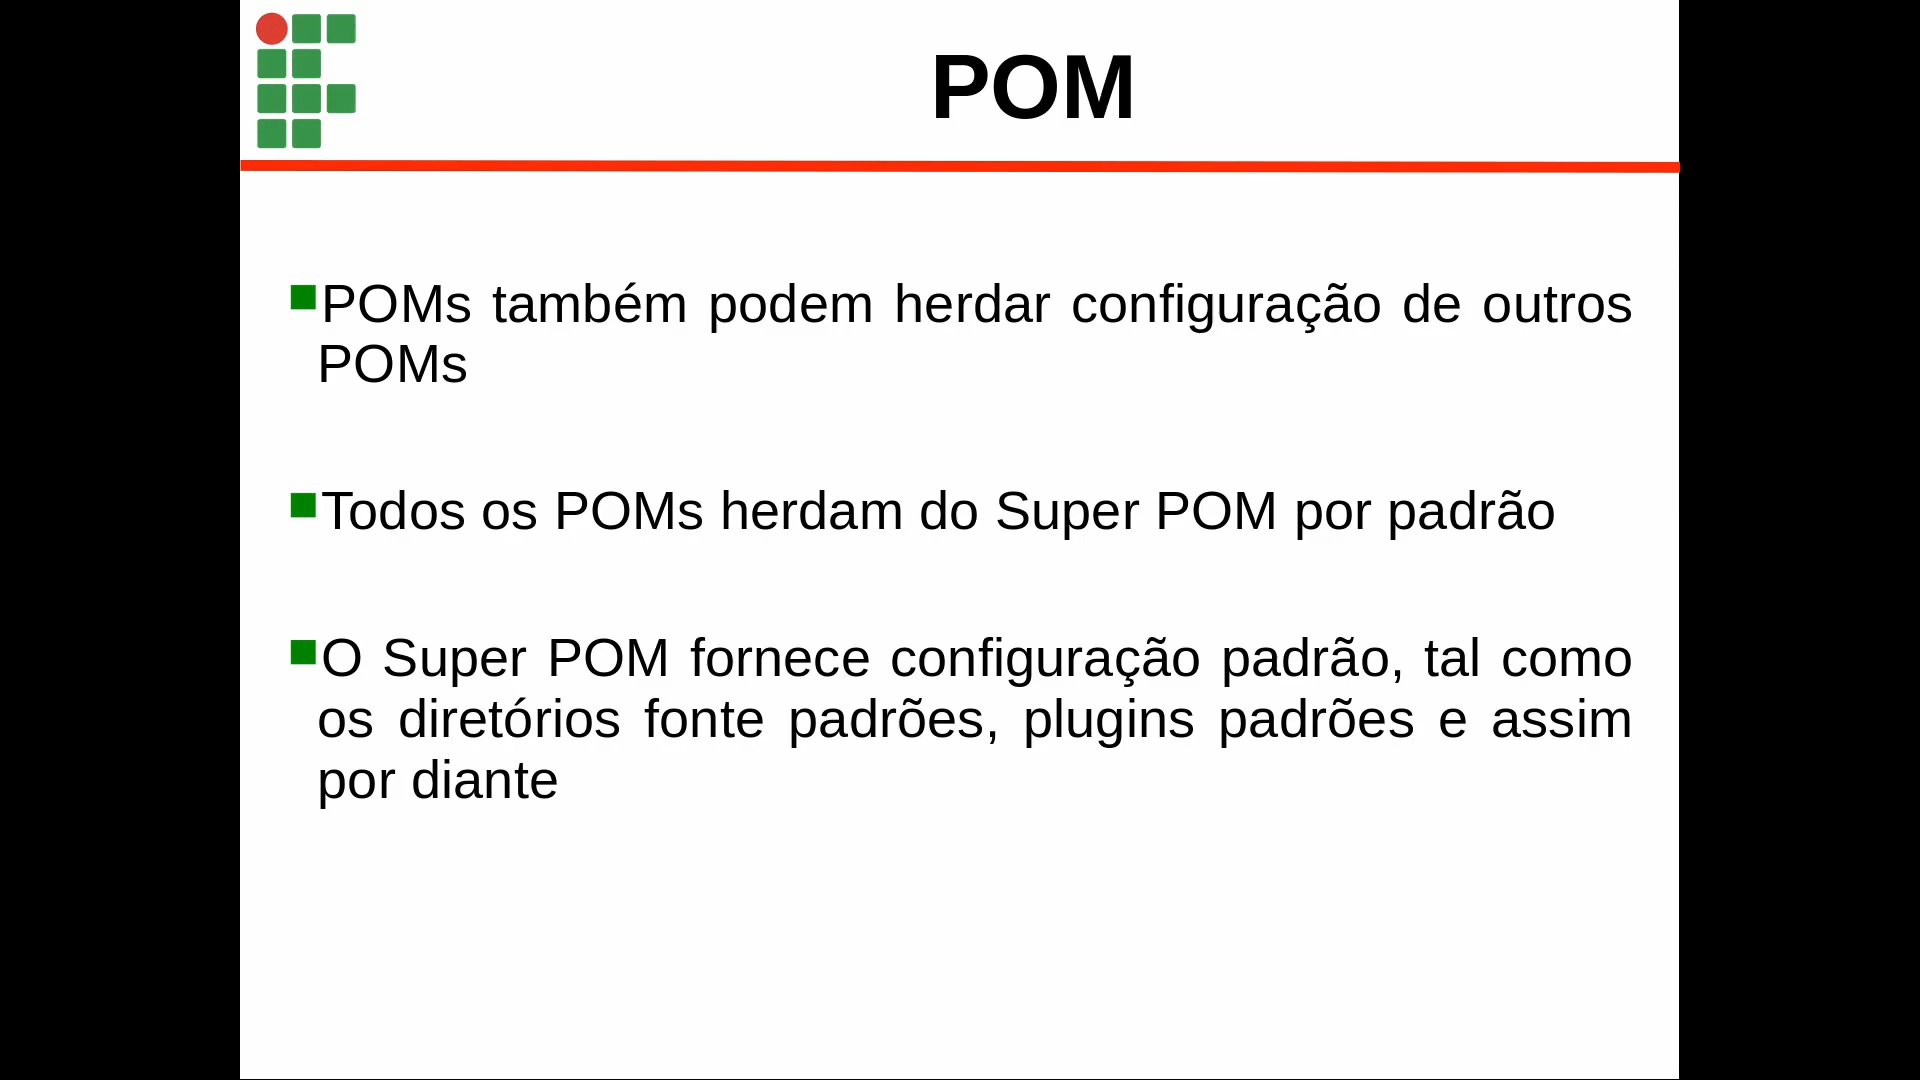 POM
POMs também podem herdar configuração de outros
POMs
Todos os POMs herdam do Super POM por padrão
O Super POM fornece configuração padrão, tal como
os diretórios fonte padrões, plugins padrões e assim
por diante